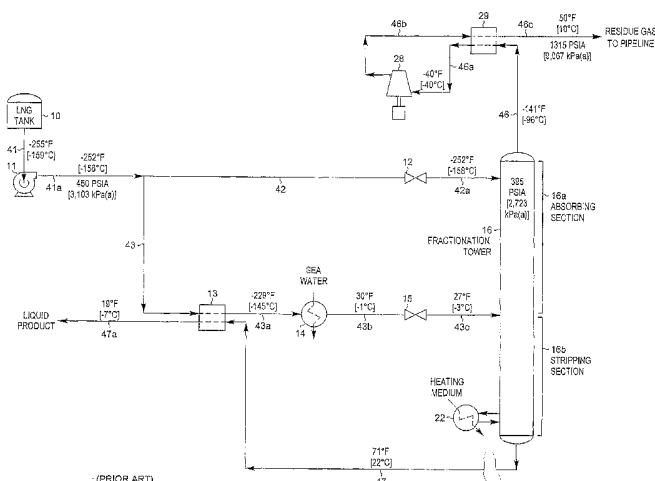 46b
29
46c
50°F
[10°C]
1315 PSIA
[9,067 kPa(a)]
RESIDUE GAS
TO PIPELINE
28
46a
-40°F
[-40°C]
46
-141°F
[-96°C]
LNG
TANK
10
41
-255°F
[-159°C]
11
41a
-252°F
[-158°C]
450 PSIA
[3,103 kPa(a)]
42
12
-252°F
[-158°C]
42a
395
PSIA
[2,723
kPa(a)]
16
FRACTIONATION
TOWER
16a
ABSORBING
SECTION
43
SEA
WATER
LIQUID
PRODUCT
19°F
[-7°C]
47a
13
-229°F
[-145°C]
43a
14
30°F
[-1°C]
43b
15
27°F
[-3°C]
43c
16b
STRIPPING
SECTION
HEATING
MEDIUM
22
71°F
[22°C]
47
(PRIOR ART)